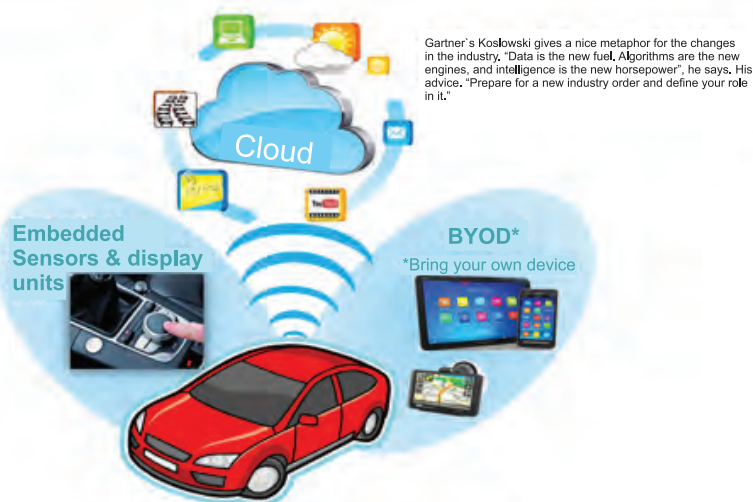 Gartner`s Koslowski gives a nice metaphor for the changes
in the industry. “Data is the new fuel. Algorithms are the new
engines, and intelligence is the new horsepower”, he says. His
advice. “Prepare for a new industry order and define your role
in it.”
Cloud
You
Embedded
Sensors & display
units
BYOD*
*Bring your own device